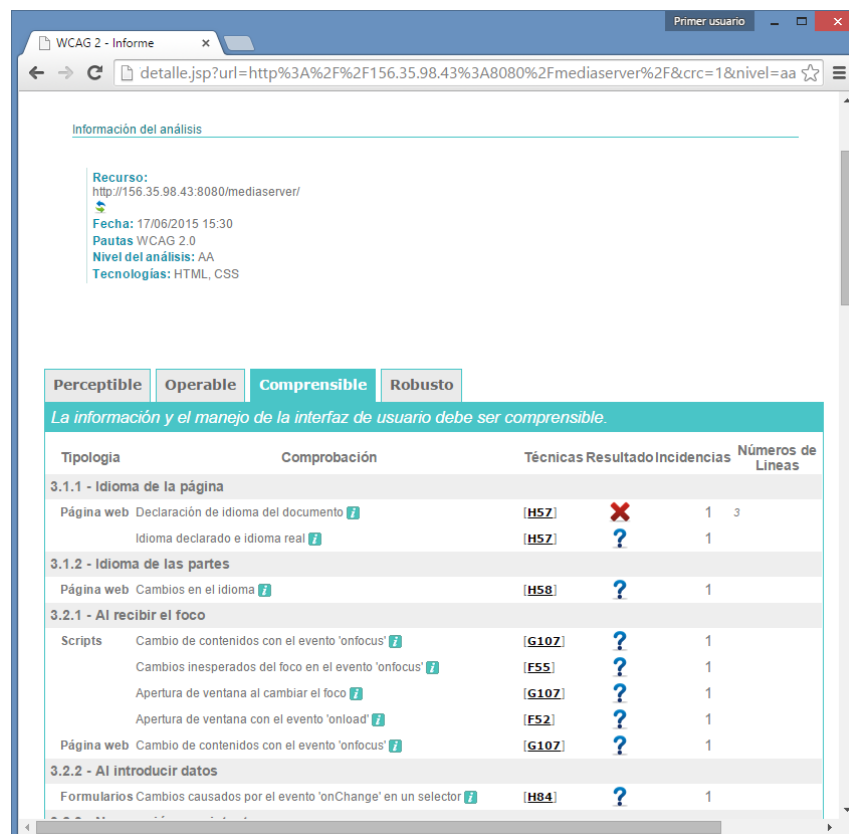 Primer usuario
WCAG 2 - Informe
detalle.jsp?url=http%3A%2F%2F156.35.98.43%3A8080%2Fmediaserver%2F&crc=1&nivel=aa
Información del análisis
Recurso:
http://156.35.98.43:8080/mediaserver/
Fecha: 17/06/2015 15:30
Pautas WCAG 2.0
Nivel del análisis: AA
Tecnologías: HTML, CSS
Perceptible Operable Comprensible Robusto
La información y el manejo de la interfaz de usuario debe ser comprensible.
Tipologia Comprobación Técnicas Resultado Incidencias Números de Lineas
3.1.1 - Idioma de la página
Página web Declaración de idioma del documento i [H57] 1 3
Idioma declarado e idioma real i [H57] ? 1
3.1.2 - Idioma de las partes
Página web Cambios en el idioma i [H58] ? 1
3.2.1 - Al recibir el foco
Scripts Cambio de contenidos con el evento 'onfocus' i [G107] ? 1
Cambios inesperados del foco en el evento 'onfocus' i [F55] ? 1
Apertura de ventana al cambiar el foco i [G107] ? 1
Apertura de ventana con el evento 'onload' i [F52] ? 1
Página web Cambio de contenidos con el evento 'onfocus' i [G107] ? 1
3.2.2 - Al introducir datos
Formularios Cambios causados por el evento 'onChange' en un selector i [H84] ? 1